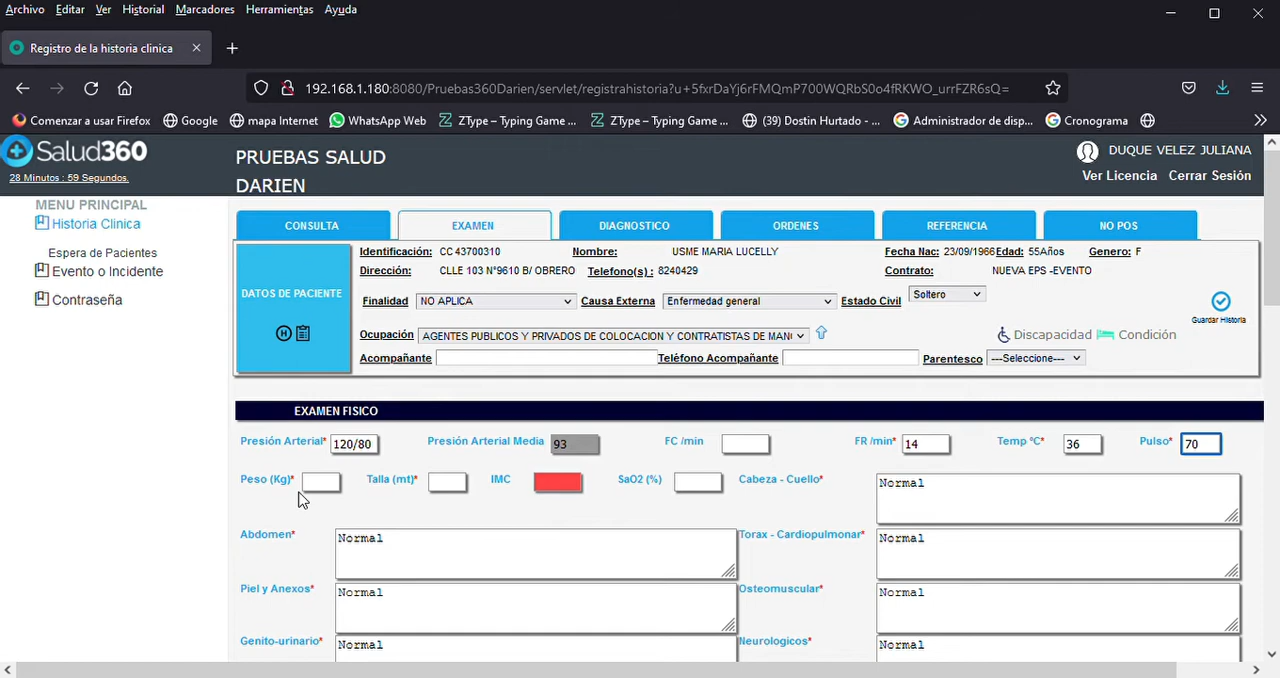 Archivo Editar Ver Historial Marcadores Herramientas Ayuda
Registro de la historia clinica
192.168.1.180:8080/Pruebas360Darien/servlet/registrahistoria?u+5fxrDaYj6rFMQmP700WQRbS0o4fRKWO_urrFZR6sQ=
Comenzar a usar Firefox Google mapa Internet WhatsApp Web ZType – Typing Game ... ZType – Typing Game ... (39) Dostin Hurtado - ... Administrador de disp... Cronograma
Salud360
28 Minutos : 59 Segundos.
PRUEBAS SALUD
DARIEN
DUQUE VELEZ JULIANA
Ver Licencia Cerrar Sesión
MENU PRINCIPAL
Historia Clinica
Espera de Pacientes
Evento o Incidente
Contraseña
CONSULTA EXAMEN DIAGNOSTICO ORDENES REFERENCIA NO POS
DATOS DE PACIENTE
H
Identificación: CC 43700310 Nombre: USME MARIA LUCELLY Fecha Nac: 23/09/1966 Edad: 55Años Genero: F
Dirección: CLLE 103 N°9610 B/ OBRERO Telefono(s) : 8240429 Contrato: NUEVA EPS -EVENTO
Finalidad NO APLICA Causa Externa Enfermedad general Estado Civil Soltero
Guardar Historia
Ocupación AGENTES PUBLICOS Y PRIVADOS DE COLOCACION Y CONTRATISTAS DE MAN Discapacidad Condición
Acompañante Teléfono Acompañante Parentesco ---Seleccione---
EXAMEN FISICO
Presión Arterial* 120/80 Presión Arterial Media 93 FC /min FR /min* 14 Temp ºC* 36 Pulso* 70
Peso (Kg)* Talla (mt)* IMC SaO2 (%) Cabeza - Cuello* Normal
Abdomen* Normal Torax - Cardiopulmonar* Normal
Piel y Anexos* Normal Osteomuscular* Normal
Genito-urinario* Normal Neurologicos* Normal